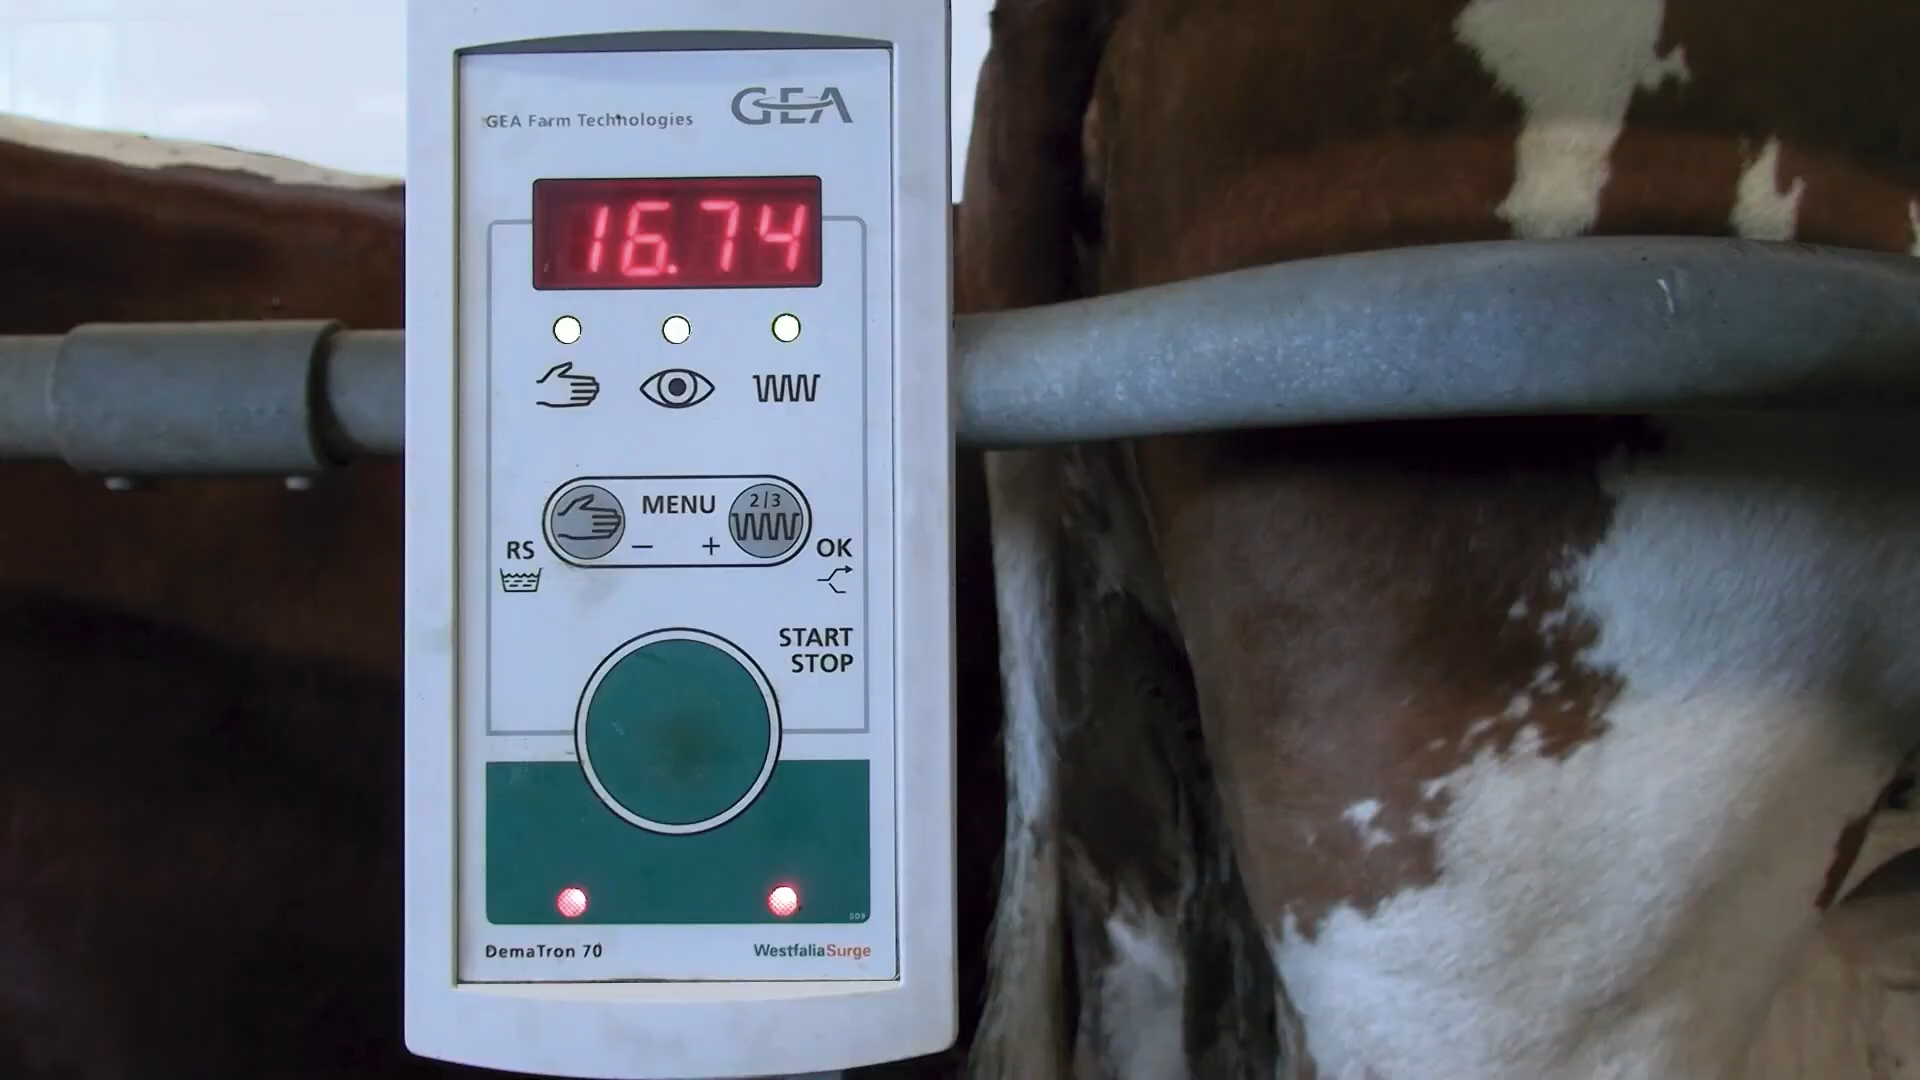 GEA Farm Technologies
GEA
16.74
MENU
2/3
RS
- +
OK
START
STOP
DemaTron 70
WestfaliaSurge